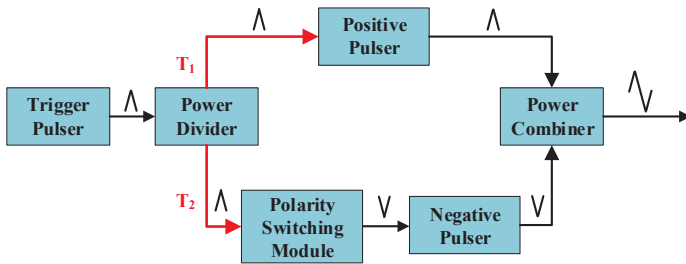 Positive
Pulser
T1
Trigger
Pulser
Power
Divider
Power
Combiner
T2
Polarity
Switching
Module
Negative
Pulser